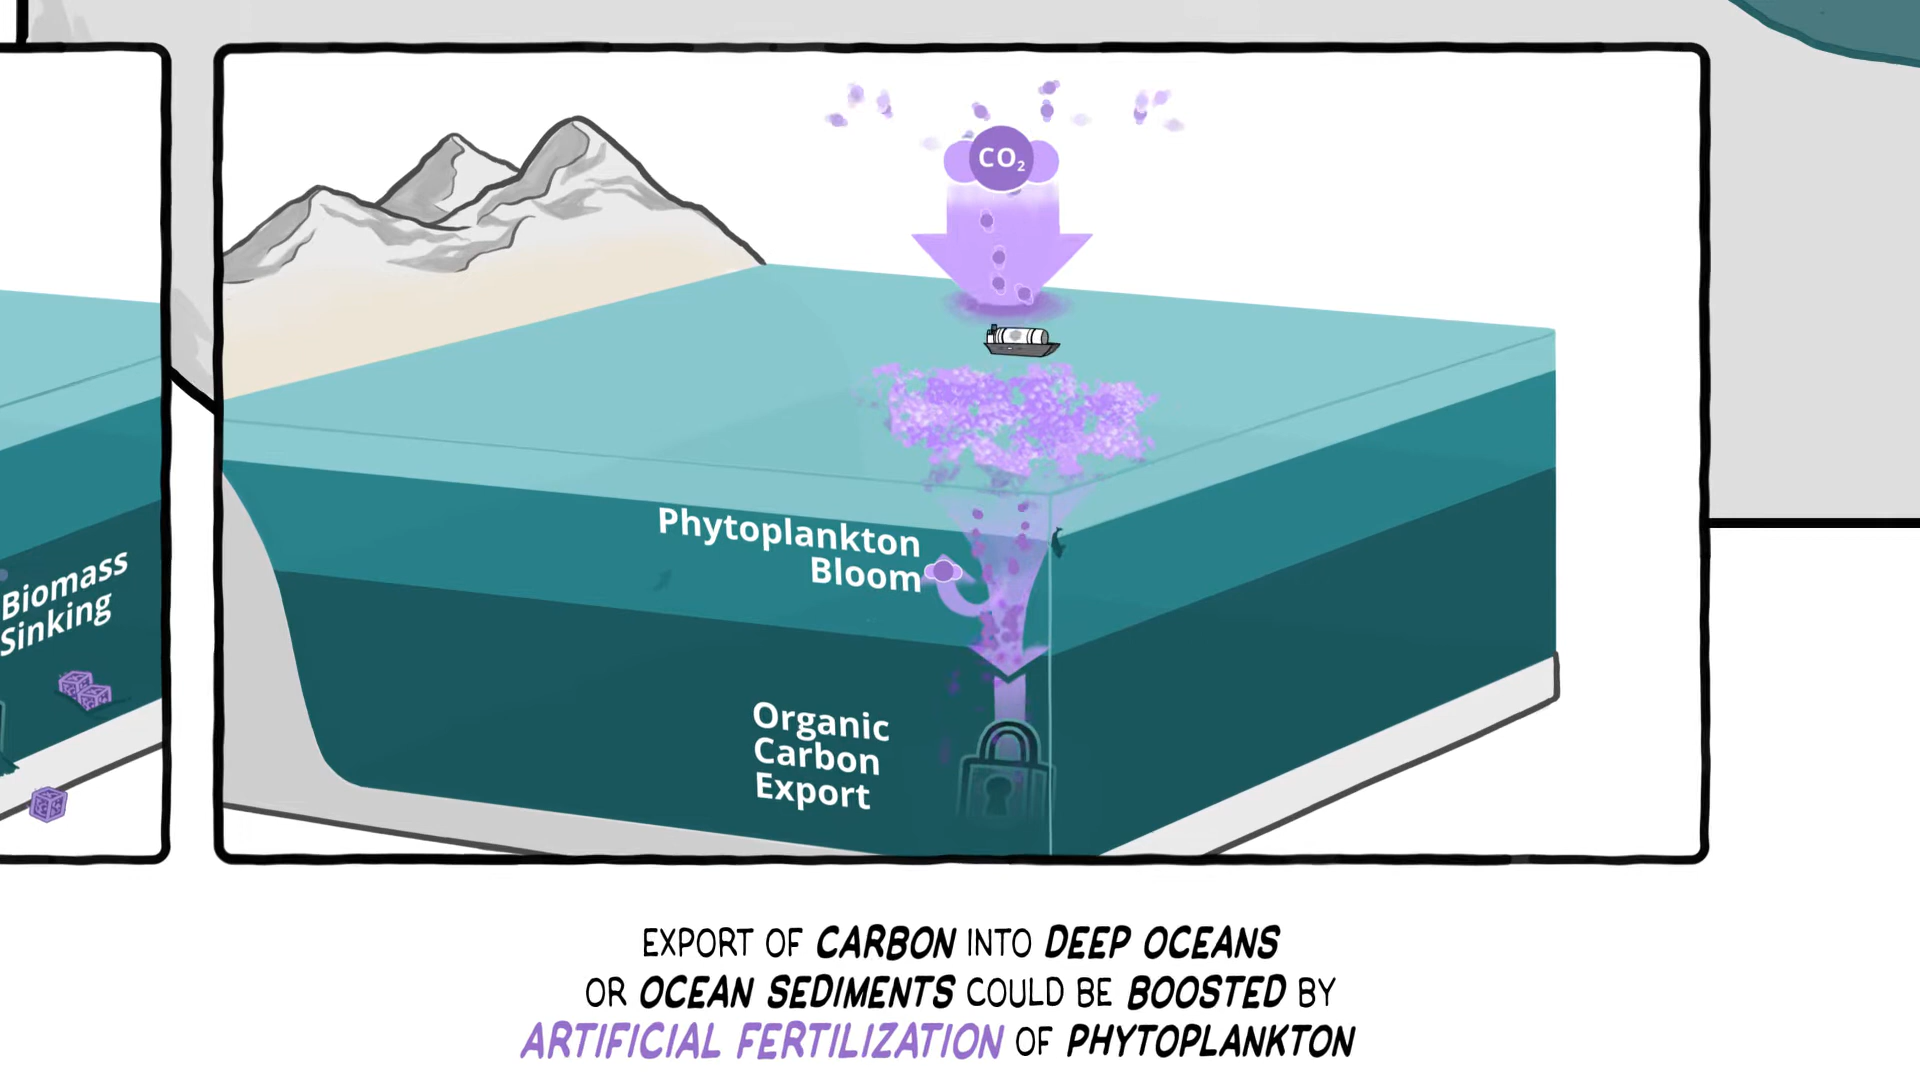 CO₂
Phytoplankton
Bloom
Biomass
Sinking
Organic
Carbon
Export
EXPORT OF CARBON INTO DEEP OCEANS
OR OCEAN SEDIMENTS COULD BE BOOSTED BY
ARTIFICIAL FERTILIZATION OF PHYTOPLANKTON